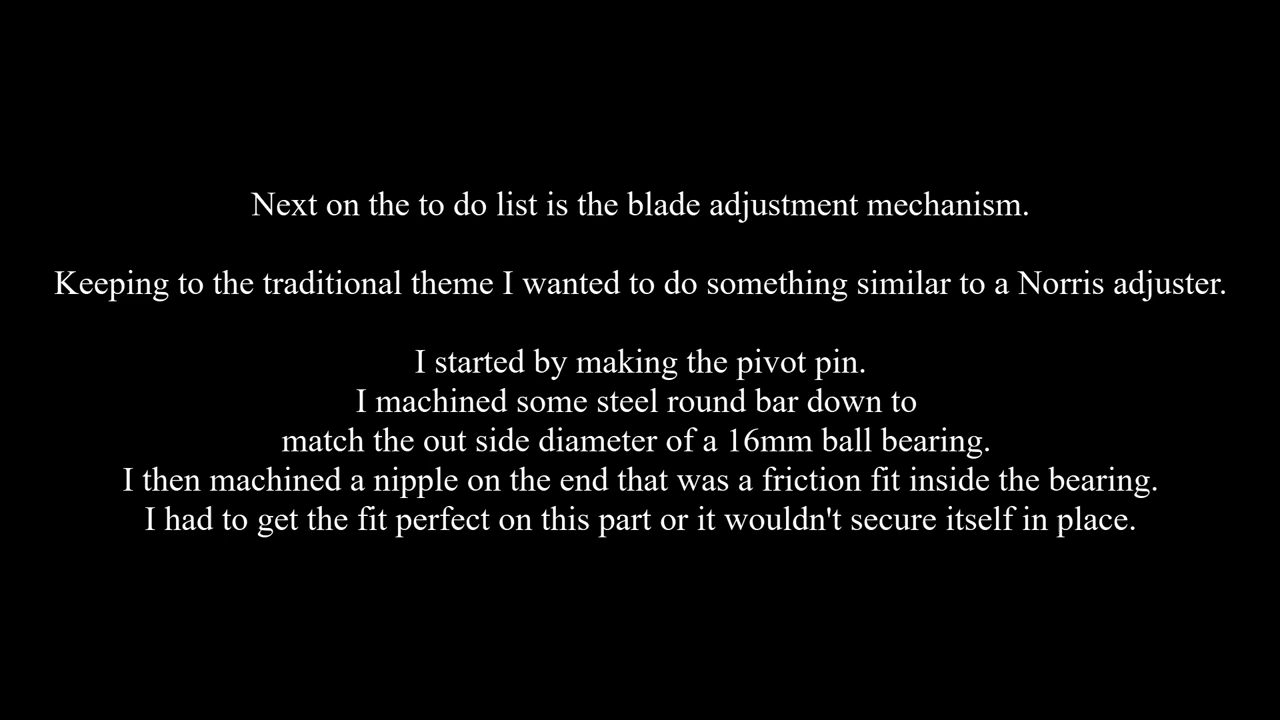 Next on the to do list is the blade adjustment mechanism.
Keeping to the traditional theme I wanted to do something similar to a Norris adjuster.
I started by making the pivot pin.
I machined some steel round bar down to
match the out side diameter of a 16mm ball bearing.
I then machined a nipple on the end that was a friction fit inside the bearing.
I had to get the fit perfect on this part or it wouldn't secure itself in place.